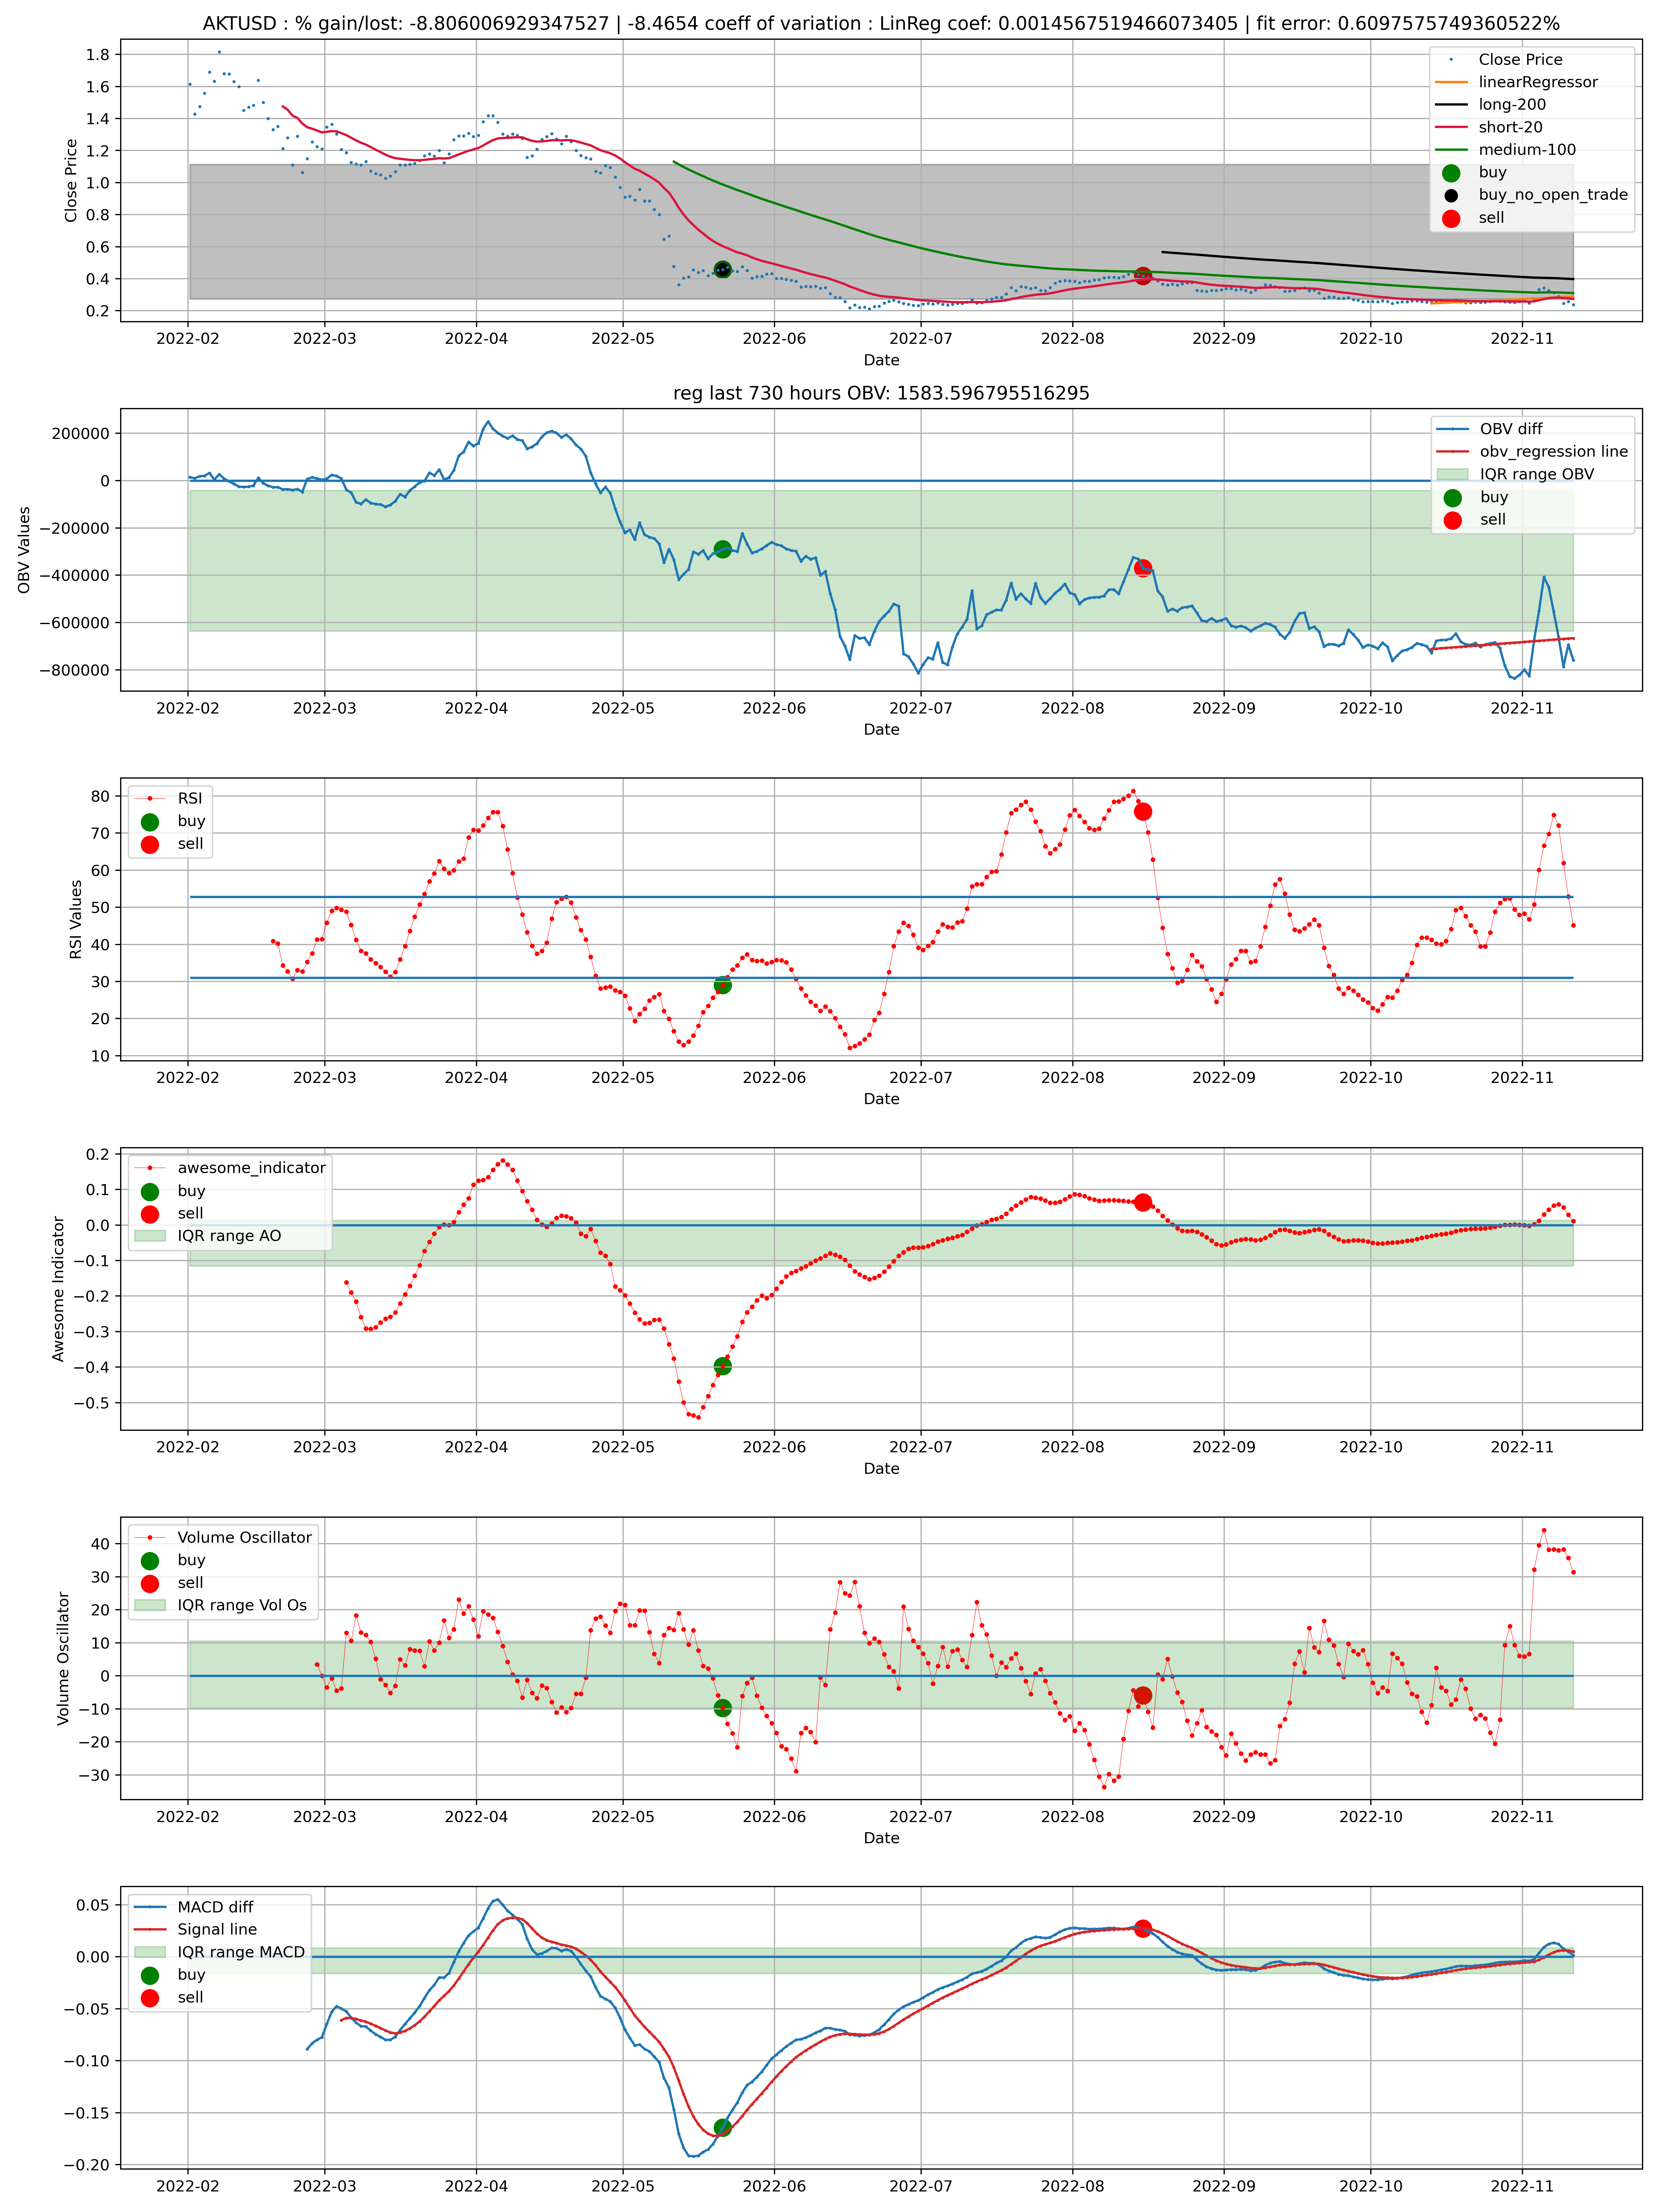 AKTUSD : % gain/lost: -8.806006929347527 | -8.4654 coeff of variation : LinReg coef: 0.0014567519466073405 | fit error: 0.6097575749360522%
Close Price
1.8
1.6
1.4
1.2
1.0
0.8
0.6
0.4
0.2
Close Price
linearRegressor
long-200
short-20
medium-100
buy
buy_no_open_trade
sell
2022-02 2022-03 2022-04 2022-05 2022-06 2022-07 2022-08 2022-09 2022-10 2022-11
Date
reg last 730 hours OBV: 1583.596795516295
OBV Values
200000
0
−200000
−400000
−600000
−800000
OBV diff
obv_regression line
IQR range OBV
buy
sell
2022-02 2022-03 2022-04 2022-05 2022-06 2022-07 2022-08 2022-09 2022-10 2022-11
Date
RSI Values
80
70
60
50
40
30
20
10
RSI
buy
sell
2022-02 2022-03 2022-04 2022-05 2022-06 2022-07 2022-08 2022-09 2022-10 2022-11
Date
Awesome Indicator
0.2
0.1
0.0
−0.1
−0.2
−0.3
−0.4
−0.5
awesome_indicator
buy
sell
IQR range AO
2022-02 2022-03 2022-04 2022-05 2022-06 2022-07 2022-08 2022-09 2022-10 2022-11
Date
Volume Oscillator
40
30
20
10
0
−10
−20
−30
Volume Oscillator
buy
sell
IQR range Vol Os
2022-02 2022-03 2022-04 2022-05 2022-06 2022-07 2022-08 2022-09 2022-10 2022-11
Date
0.05
0.00
−0.05
−0.10
−0.15
−0.20
MACD diff
Signal line
IQR range MACD
buy
sell
2022-02 2022-03 2022-04 2022-05 2022-06 2022-07 2022-08 2022-09 2022-10 2022-11